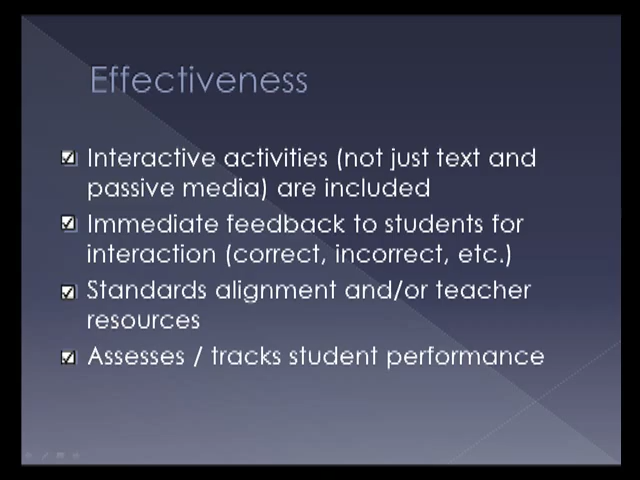 Effectiveness
Interactive activities (not just text and
passive media) are included
Immediate feedback to students for
interaction (correct, incorrect, etc.)
Standards alignment and/or teacher
resources
Assesses / tracks student performance